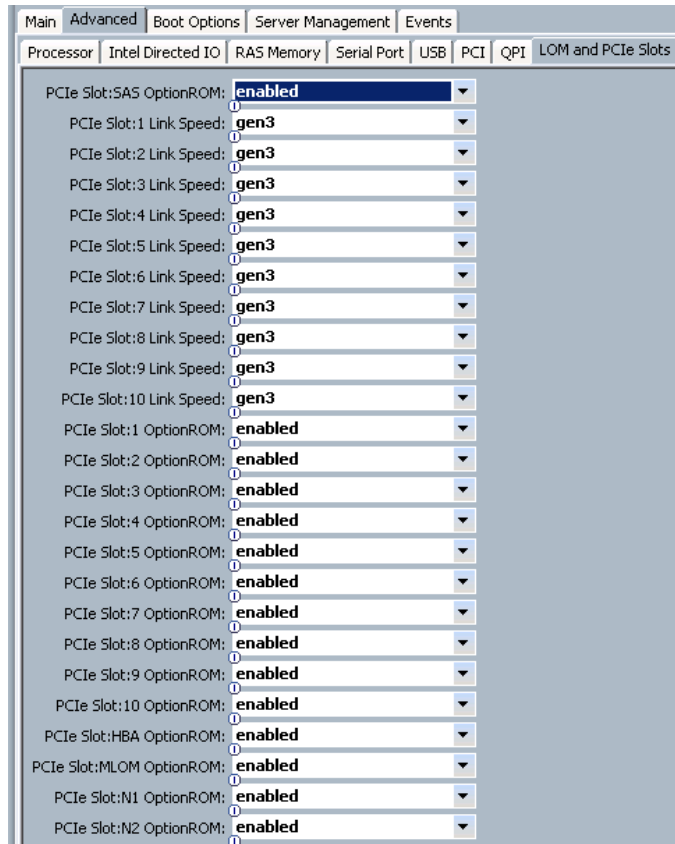 Main Advanced Boot Options Server Management Events
Processor Intel Directed IO RAS Memory Serial Port USB PCI QPI LOM and PCIe Slots
PCIe Slot:SAS OptionROM: enabled
PCIe Slot:1 Link Speed: gen3
PCIe Slot:2 Link Speed: gen3
PCIe Slot:3 Link Speed: gen3
PCIe Slot:4 Link Speed: gen3
PCIe Slot:5 Link Speed: gen3
PCIe Slot:6 Link Speed: gen3
PCIe Slot:7 Link Speed: gen3
PCIe Slot:8 Link Speed: gen3
PCIe Slot:9 Link Speed: gen3
PCIe Slot:10 Link Speed: gen3
PCIe Slot:1 OptionROM: enabled
PCIe Slot:2 OptionROM: enabled
PCIe Slot:3 OptionROM: enabled
PCIe Slot:4 OptionROM: enabled
PCIe Slot:5 OptionROM: enabled
PCIe Slot:6 OptionROM: enabled
PCIe Slot:7 OptionROM: enabled
PCIe Slot:8 OptionROM: enabled
PCIe Slot:9 OptionROM: enabled
PCIe Slot:10 OptionROM: enabled
PCIe Slot:HBA OptionROM: enabled
PCIe Slot:MLOM OptionROM: enabled
PCIe Slot:N1 OptionROM: enabled
PCIe Slot:N2 OptionROM: enabled